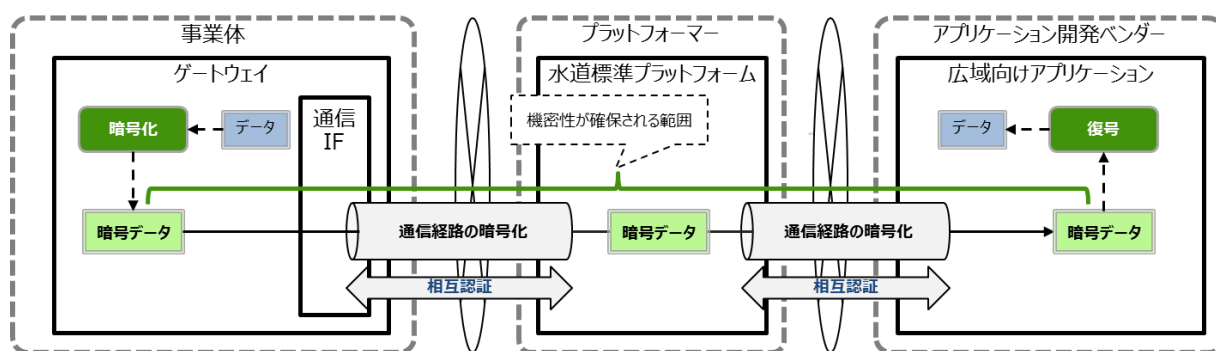 事業体
プラットフォーマー
アプリケーション開発ベンダー
ゲートウェイ
水道標準プラットフォーム
広域向けアプリケーション
暗号化
データ
通信
IF
機密性が確保される範囲
データ
復号
暗号データ
通信経路の暗号化
暗号データ
通信経路の暗号化
暗号データ
相互認証
相互認証